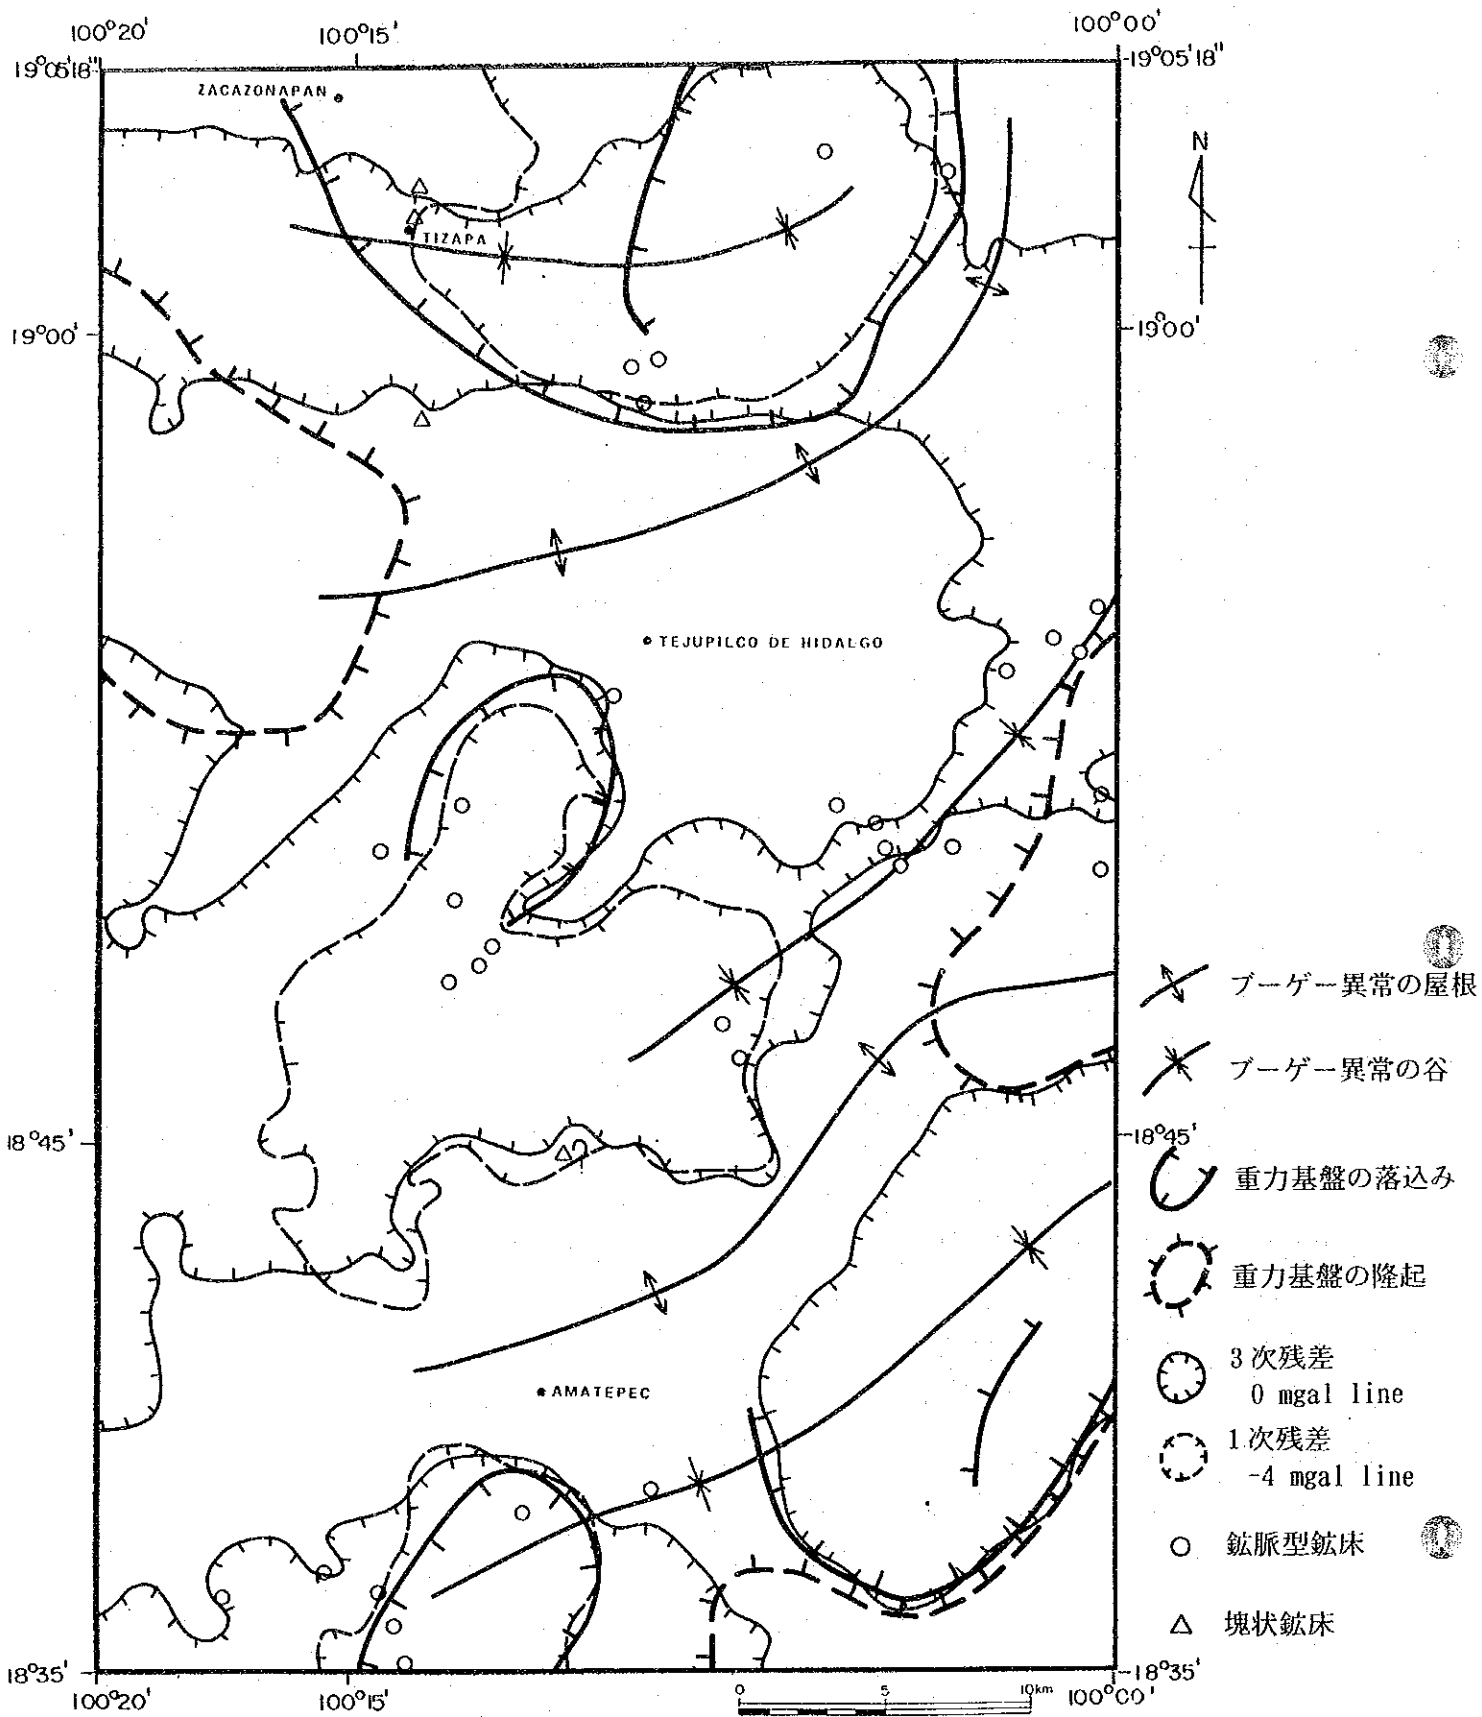 100°20'
100°15'
100°00'
19°05'18"
19°05'18"
ZACAZONAPAN
N
TIZAPA
19°00'
19°00'
TEJUPILCO DE HIDALGO
ブーゲー異常の屋根
ブーゲー異常の谷
18°45'
18°45'
?
重力基盤の落込み
重力基盤の隆起
3次残差
0 mgal line
AMATEPEC
1次残差
-4 mgal line
鉱脈型鉱床
塊状鉱床
18°35'
18°35'
100°20'
100°15'
0 5 10km
100°00'